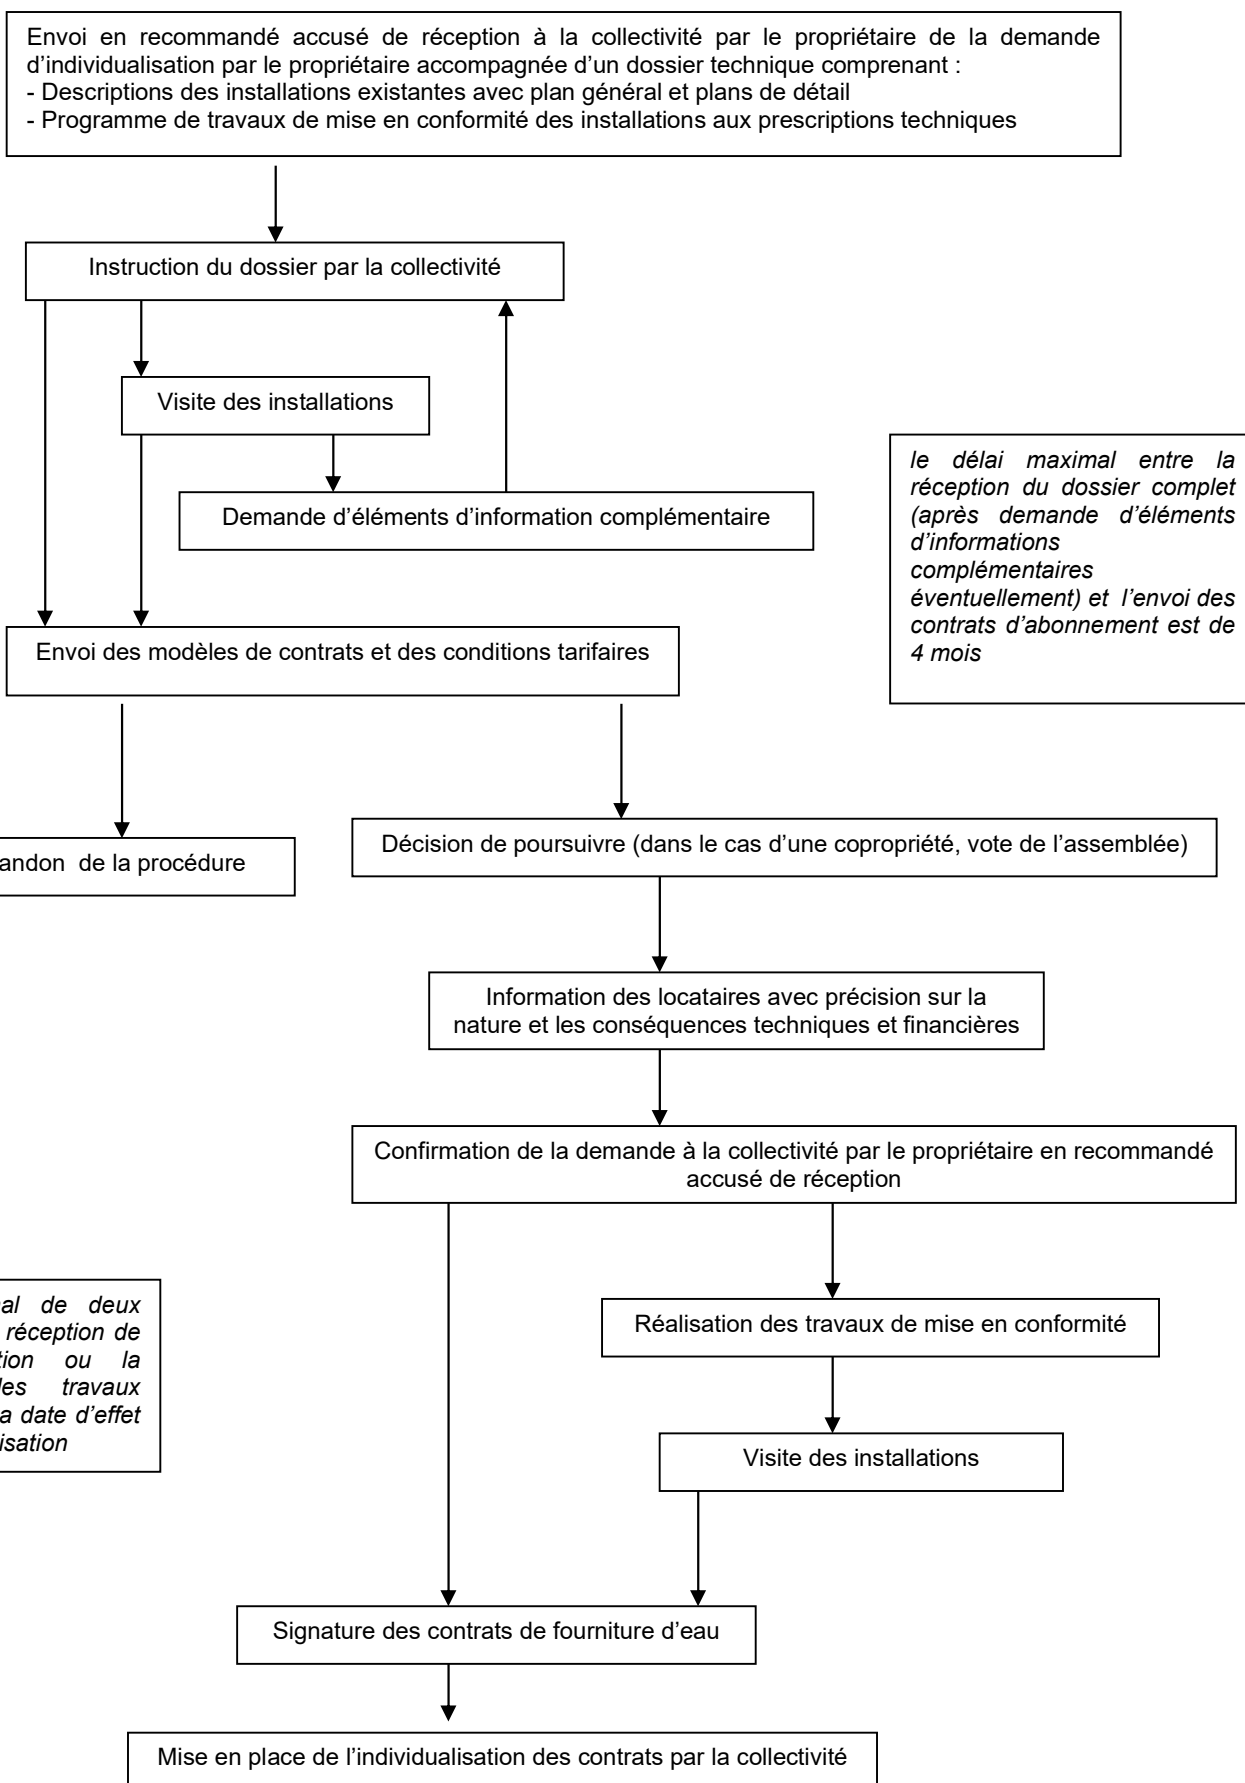 Envoi en recommandé accusé de réception à la collectivité par le propriétaire de la demande
d’individualisation par le propriétaire accompagnée d’un dossier technique comprenant :
- Descriptions des installations existantes avec plan général et plans de détail
- Programme de travaux de mise en conformité des installations aux prescriptions techniques
Instruction du dossier par la collectivité
Visite des installations
Demande d’éléments d’information complémentaire
le délai maximal entre la
réception du dossier complet
(après demande d’éléments
d’informations
complémentaires
éventuellement) et l’envoi des
contrats d’abonnement est de
4 mois
Envoi des modèles de contrats et des conditions tarifaires
andon de la procédure
Décision de poursuivre (dans le cas d’une copropriété, vote de l’assemblée)
Information des locataires avec précision sur la
nature et les conséquences techniques et financières
Confirmation de la demande à la collectivité par le propriétaire en recommandé
accusé de réception
al de deux
réception de
tion ou la
les travaux
a date d’effet
isation
Réalisation des travaux de mise en conformité
Visite des installations
Signature des contrats de fourniture d’eau
Mise en place de l’individualisation des contrats par la collectivité